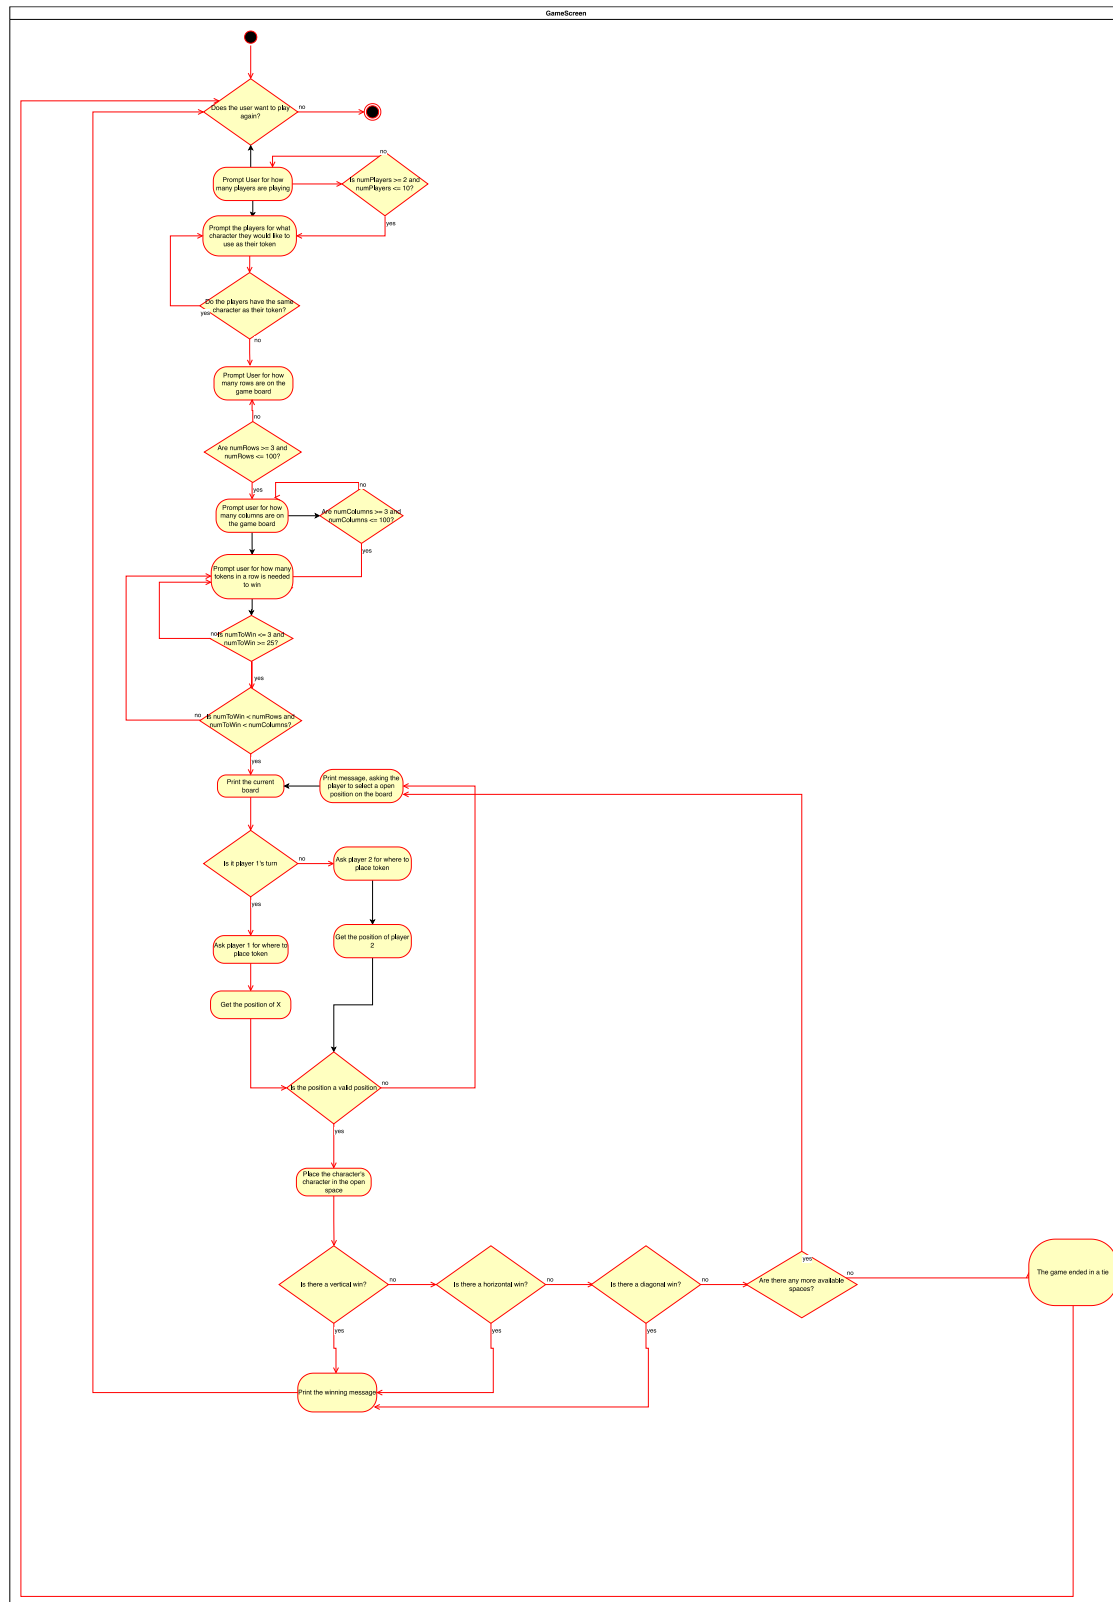 GameScreen
Does the user want to play
again?
no
no
Prompt User for how
many players are playing
Is numPlayers >= 2 and
numPlayers <= 10?
yes
Prompt the players for what
character they would like to
use as their token
Do the players have the same
character as their token?
yes
no
Prompt User for how
many rows are on the
game board
no
Are numRows >= 3 and
numRows <= 100?
yes
no
Prompt user for how
many columns are on
the game board
Are numColumns >= 3 and
numColumns <= 100?
yes
Prompt user for how many
tokens in a row is needed
to win
no
Is numToWin <= 3 and
numToWin >= 25?
yes
no
Is numToWin < numRows and
numToWin < numColumns?
yes
Print the current
board
Print message, asking the
player to select a open
position on the board
Is it player 1's turn
no
Ask player 2 for where to
place token
yes
Ask player 1 for where to
place token
Get the position of player
2
Get the position of X
Is the position a valid position
no
yes
Place the character's
character in the open
space
Is there a vertical win?
no
Is there a horizontal win?
no
Is there a diagonal win?
no
yes
Are there any more available
spaces?
no
The game ended in a tie
yes
yes
yes
Print the winning message